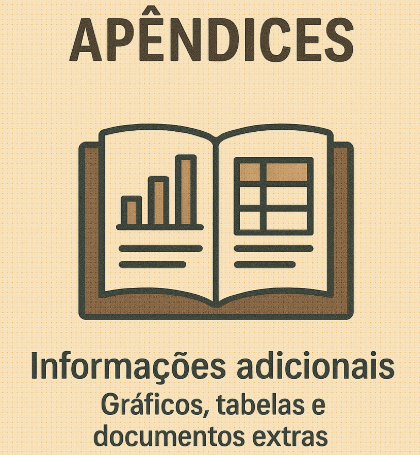 APÊNDICES
Informações adicionais
Gráficos, tabelas e
documentos extras